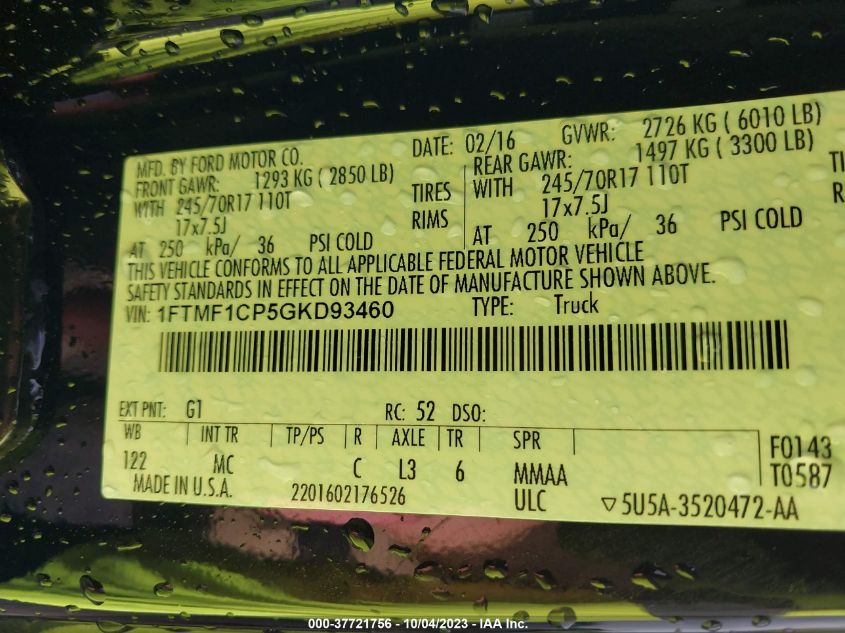 MFD. BY FORD MOTOR CO.
DATE: 02/16 GVWR: 2726 KG ( 6010 LB)
FRONT GAWR: 1293 KG ( 2850 LB)
REAR GAWR: 1497 KG ( 3300 LB)
WITH 245/70R17 110T TIRES
WITH 245/70R17 110T TI
17x7.5J RIMS
17x7.5J R
AT 250 kPa/ 36 PSI COLD
AT 250 kPa/ 36 PSI COLD
THIS VEHICLE CONFORMS TO ALL APPLICABLE FEDERAL MOTOR VEHICLE
SAFETY STANDARDS IN EFFECT ON THE DATE OF MANUFACTURE SHOWN ABOVE.
VIN: 1FTMF1CP5GKD93460 TYPE: Truck
EXT PNT: G1 RC: 52 DSO:
WB INT TR TP/PS R AXLE TR SPR
122 MC C L3 6 MMAA
F0143
T0587
MADE IN U.S.A. 2201602176526 ULC ▽5U5A-3520472-AA
000-37721756 - 10/04/2023 - IAA Inc.